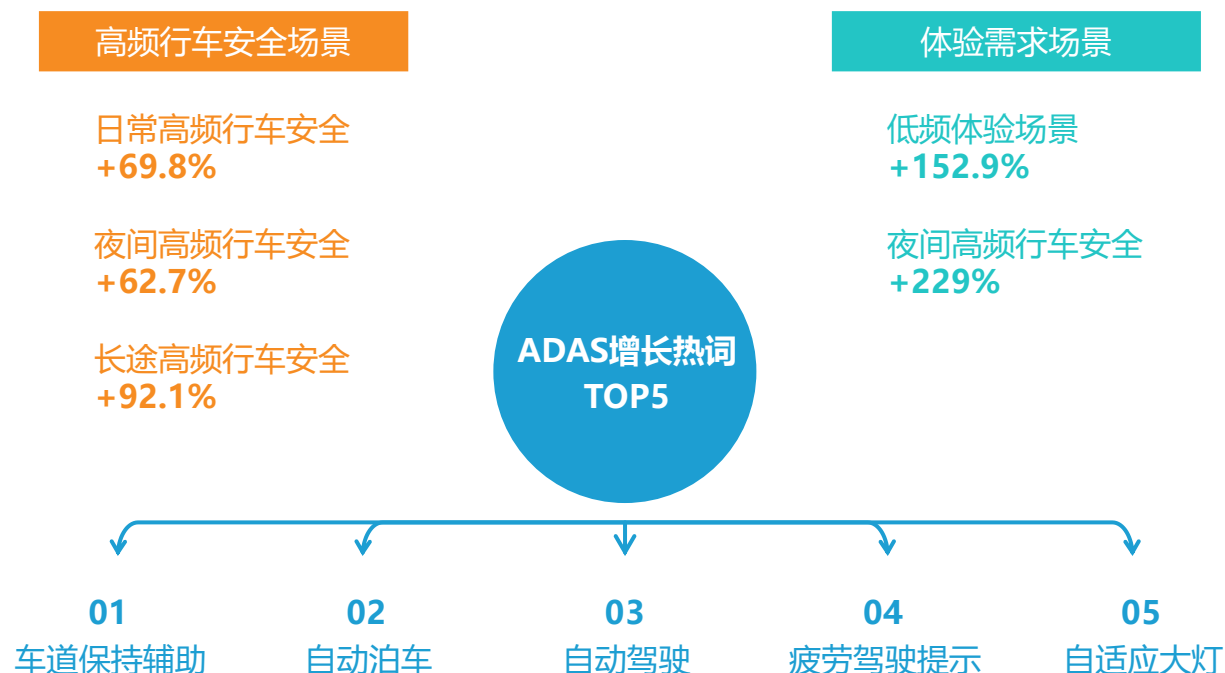 高频行车安全场景
日常高频行车安全
+69.8%
夜间高频行车安全
+62.7%
长途高频行车安全
+92.1%
体验需求场景
低频体验场景
+152.9%
夜间高频行车安全
+229%
ADAS增长热词
TOP5
01
车道保持辅助
02
自动泊车
03
自动驾驶
04
疲劳驾驶提示
05
自适应大灯